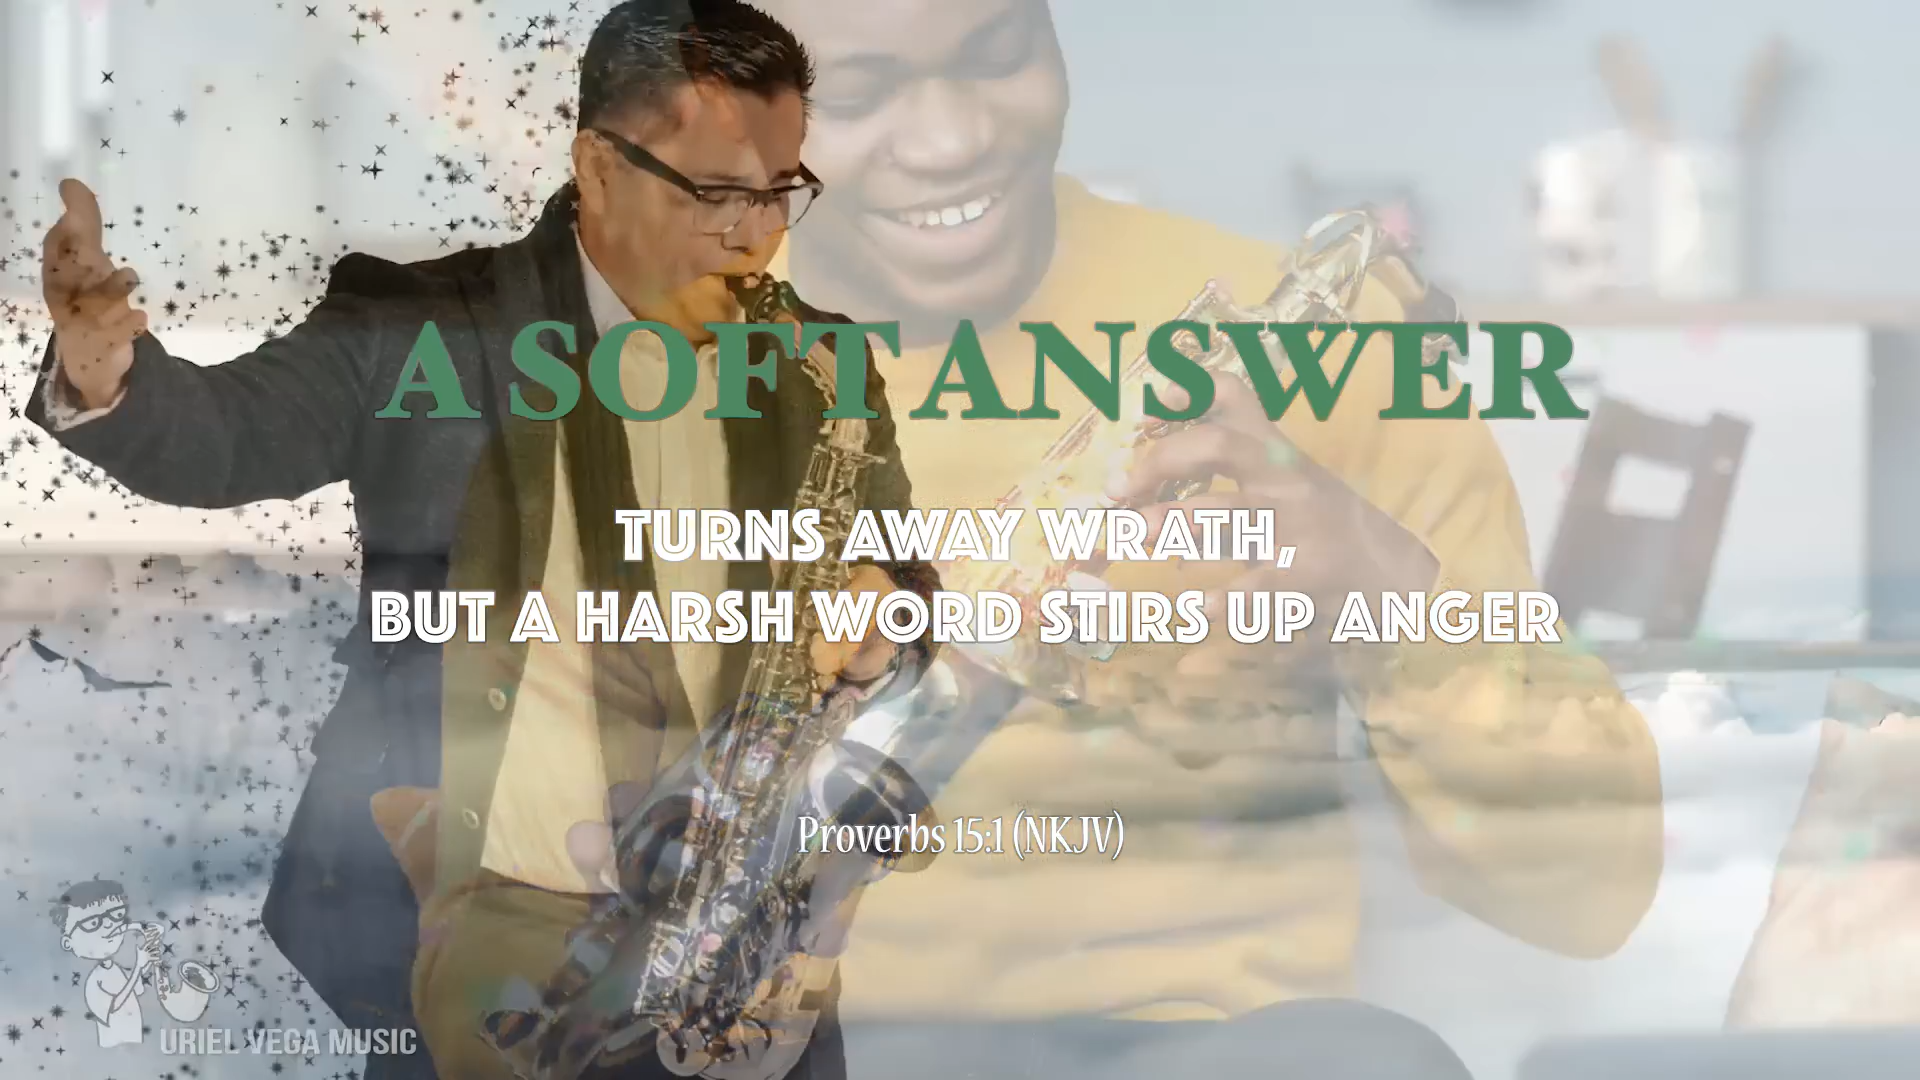 A SOFT ANSWER
TURNS AWAY WRATH,
BUT A HARSH WORD STIRS UP ANGER
Proverbs 15:1 (NKJV)
URIEL VEGA MUSIC